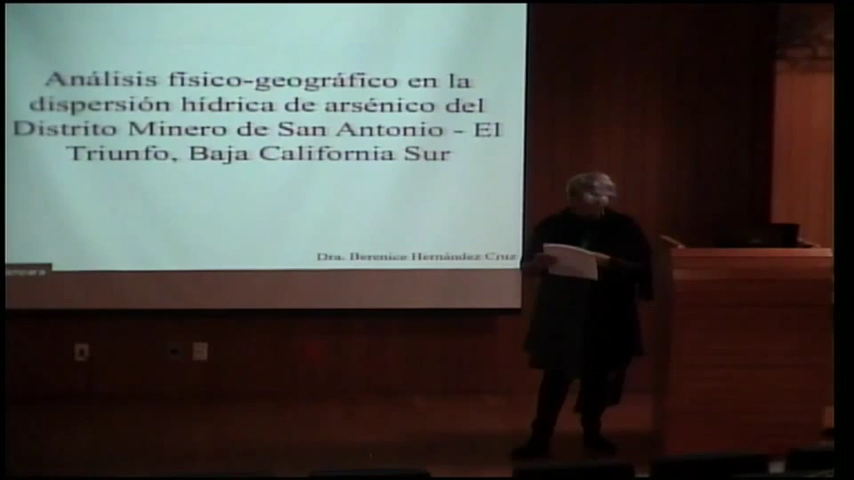 Análisis físico-geográfico en la
dispersión hídrica de arsénico del
Distrito Minero de San Antonio - El
Triunfo, Baja California Sur
Dra. Berenice Hernández Cruz